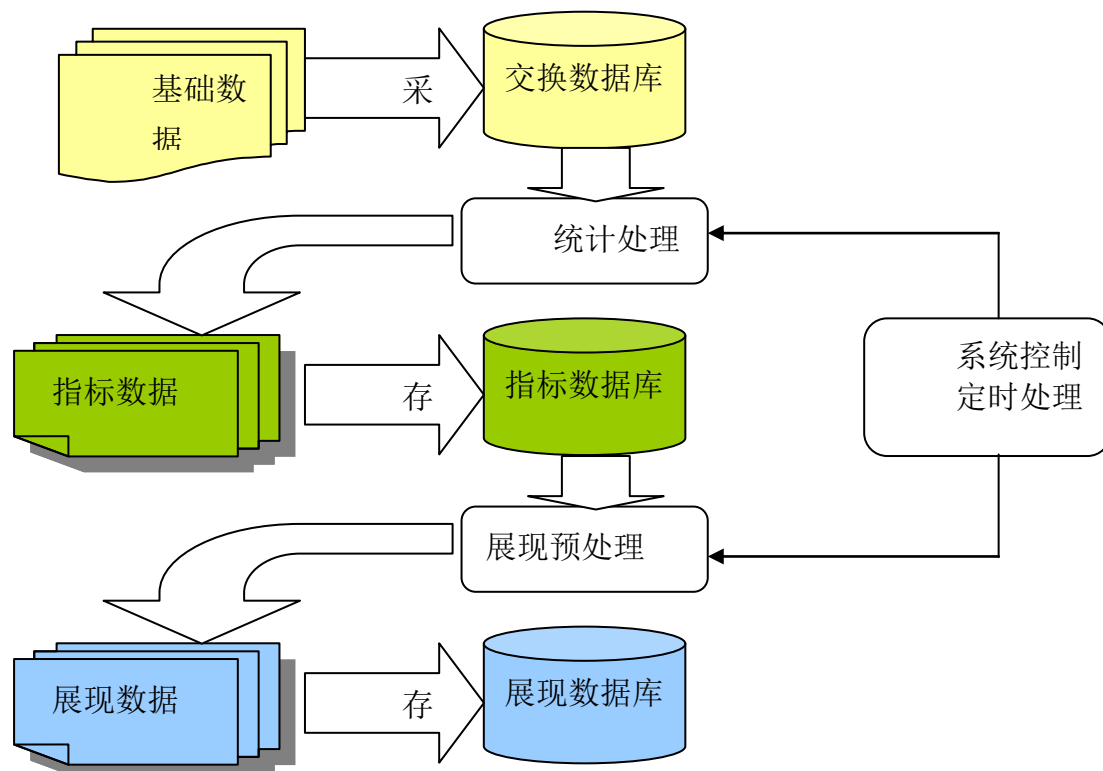 基础数
据
采
交换数据库
统计处理
指标数据
存
指标数据库
系统控制
定时处理
展现预处理
展现数据
存
展现数据库